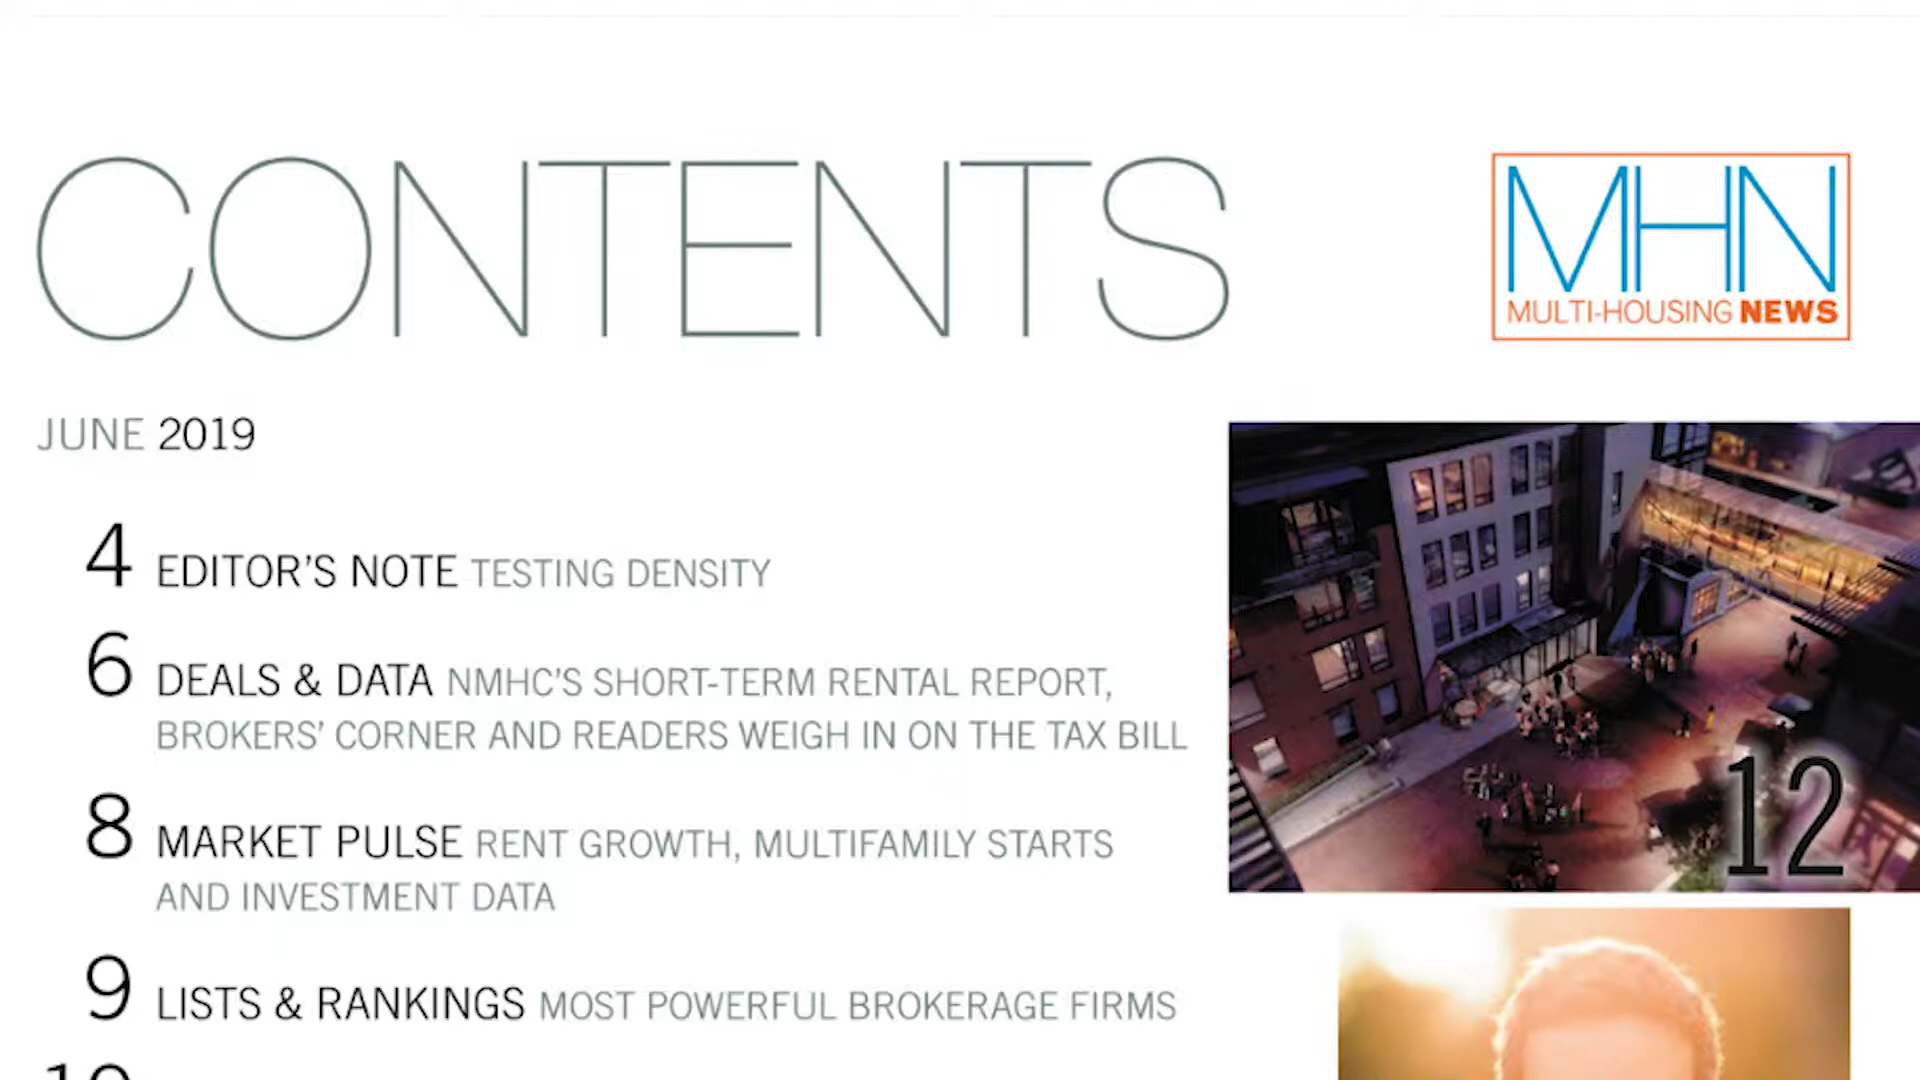 CONTENTS
MHN
MULTI-HOUSING NEWS
JUNE 2019
4 EDITOR’S NOTE TESTING DENSITY
6 DEALS & DATA NMHC’S SHORT-TERM RENTAL REPORT,
BROKERS’ CORNER AND READERS WEIGH IN ON THE TAX BILL
8 MARKET PULSE RENT GROWTH, MULTIFAMILY STARTS
AND INVESTMENT DATA
12
9 LISTS & RANKINGS MOST POWERFUL BROKERAGE FIRMS